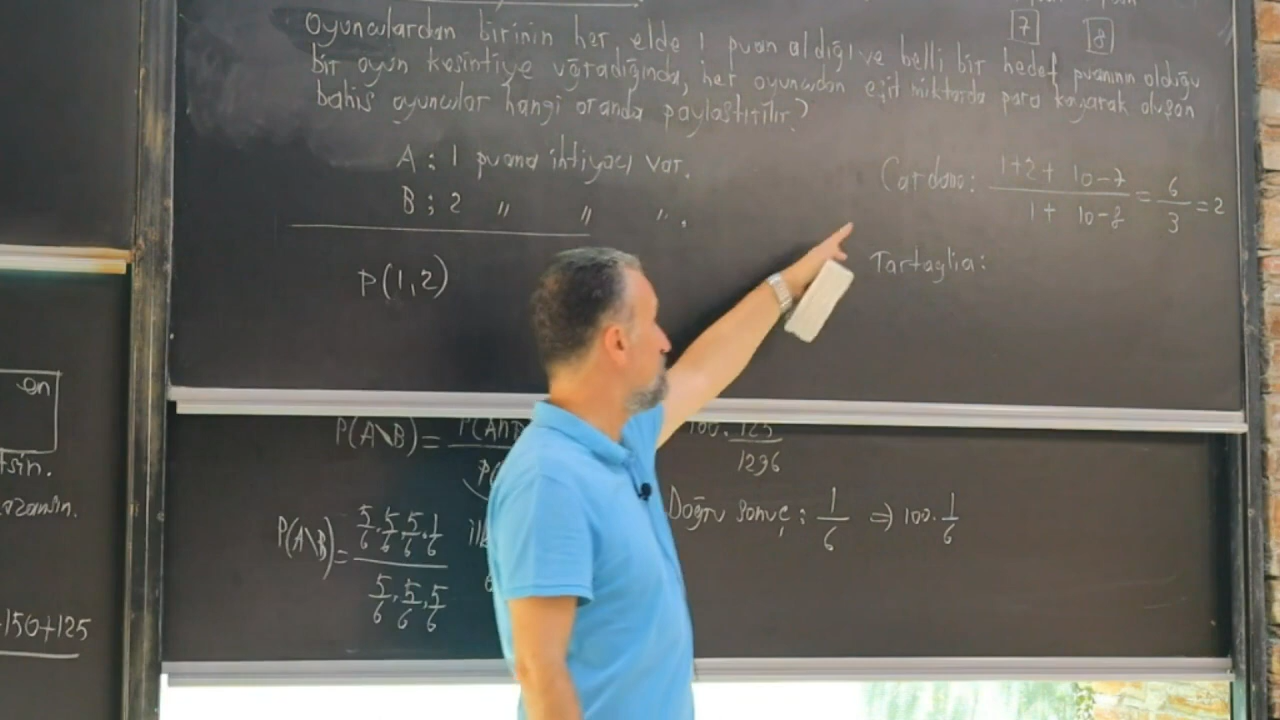 7 8
Oyunculardan birinin her elde 1 puan aldığı ve belli bir hedef puanının olduğu
bir oyun kesintiye uğradığında, her oyuncudan eşit miktarda para koyarak oluşan
bahis oyuncular hangi oranda paylaştırılır?
A : 1 puana ihtiyacı var.
B : 2 " " " .
P(1,2)
Cardano: (1+2+ 10-7)/(1+ 10-8) = 6/3 = 2
Tartaglia:
en
P(A\B) =
100. 125/1296
P(A\B) = (5/6 . 5/6 . 5/6 . 1/6)/(5/6 . 5/6 . 5/6)
Doğru sonuç : 1/6 ⇒ 100. 1/6
150+125